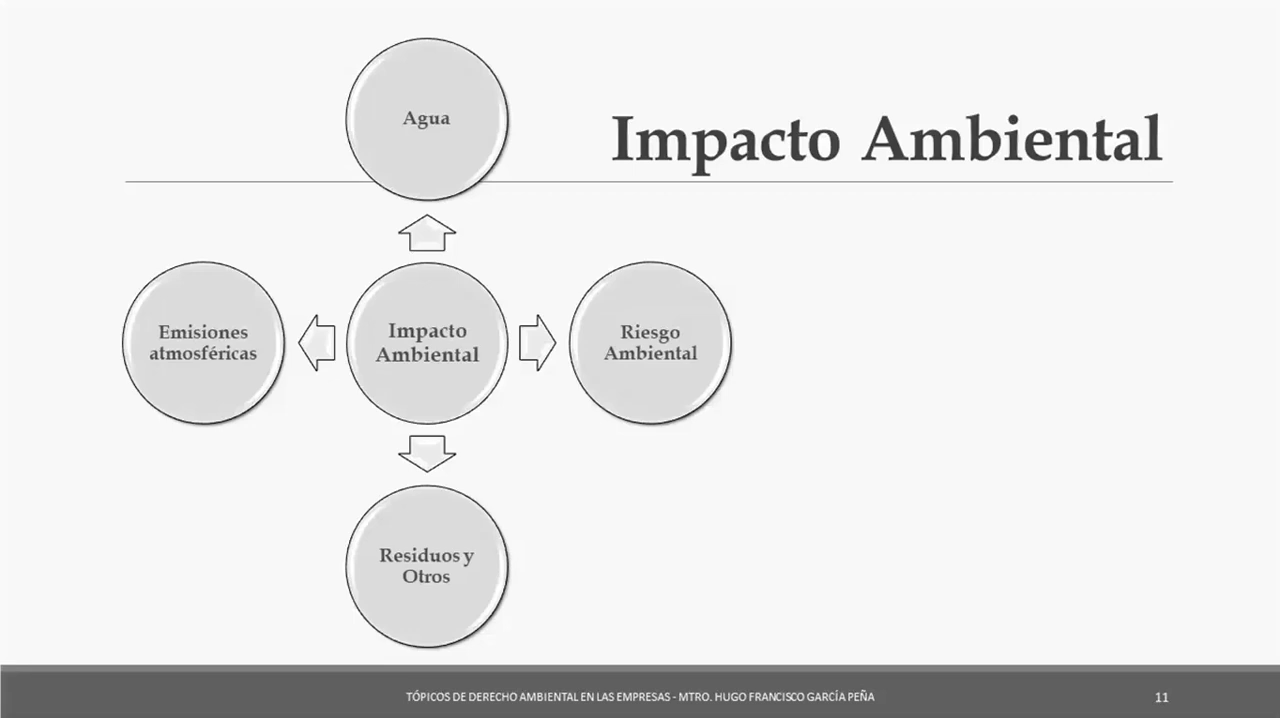 Agua
Impacto Ambiental
Emisiones
atmosféricas
Impacto
Ambiental
Riesgo
Ambiental
Residuos y
Otros
TÓPICOS DE DERECHO AMBIENTAL EN LAS EMPRESAS - MTRO. HUGO FRANCISCO GARCÍA PEÑA
11